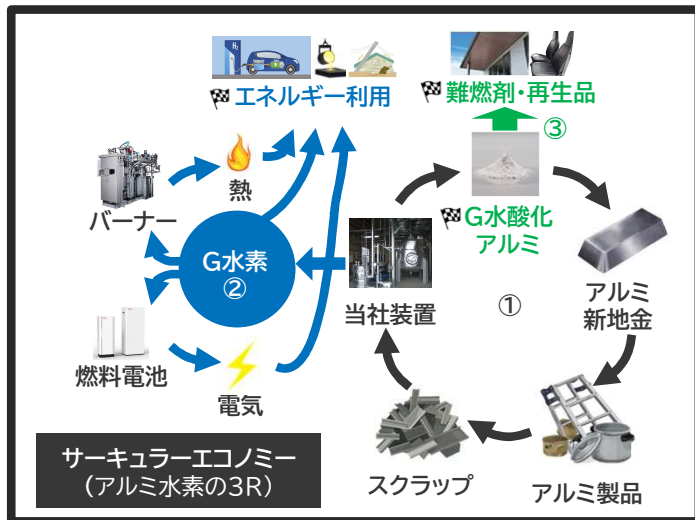 エネルギー利用
難燃剤・再生品
③
熱
バーナー
G水酸化
アルミ
G水素
②
当社装置
①
アルミ
新地金
燃料電池
電気
サーキュラーエコノミー
(アルミ水素の3R)
スクラップ
アルミ製品